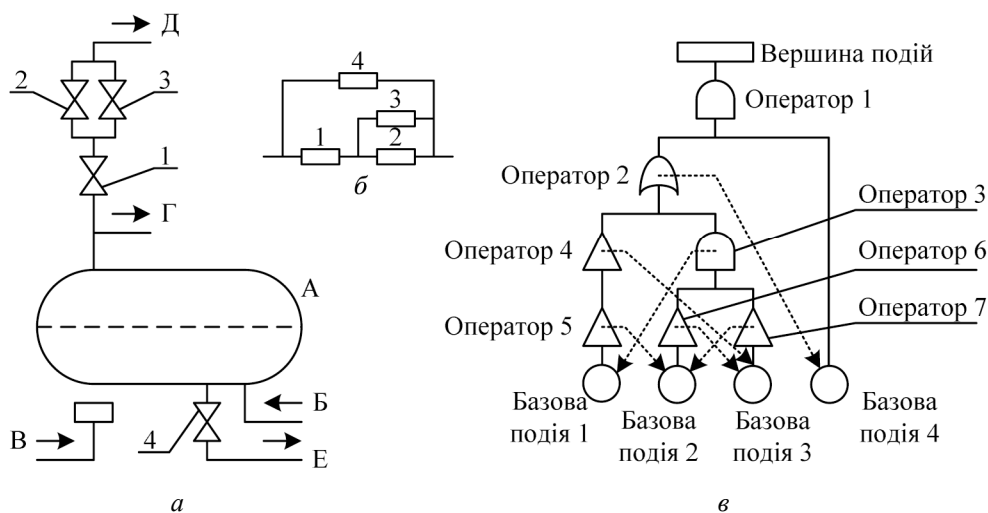 Д
2
3
1
Г
А
Б
В
4
Е
а
4
3
1
2
б
Вершина подій
Оператор 1
Оператор 2
Оператор 3
Оператор 4
Оператор 6
Оператор 5
Оператор 7
Базова
подія 1
Базова
подія 2
Базова
подія 3
Базова
подія 4
в